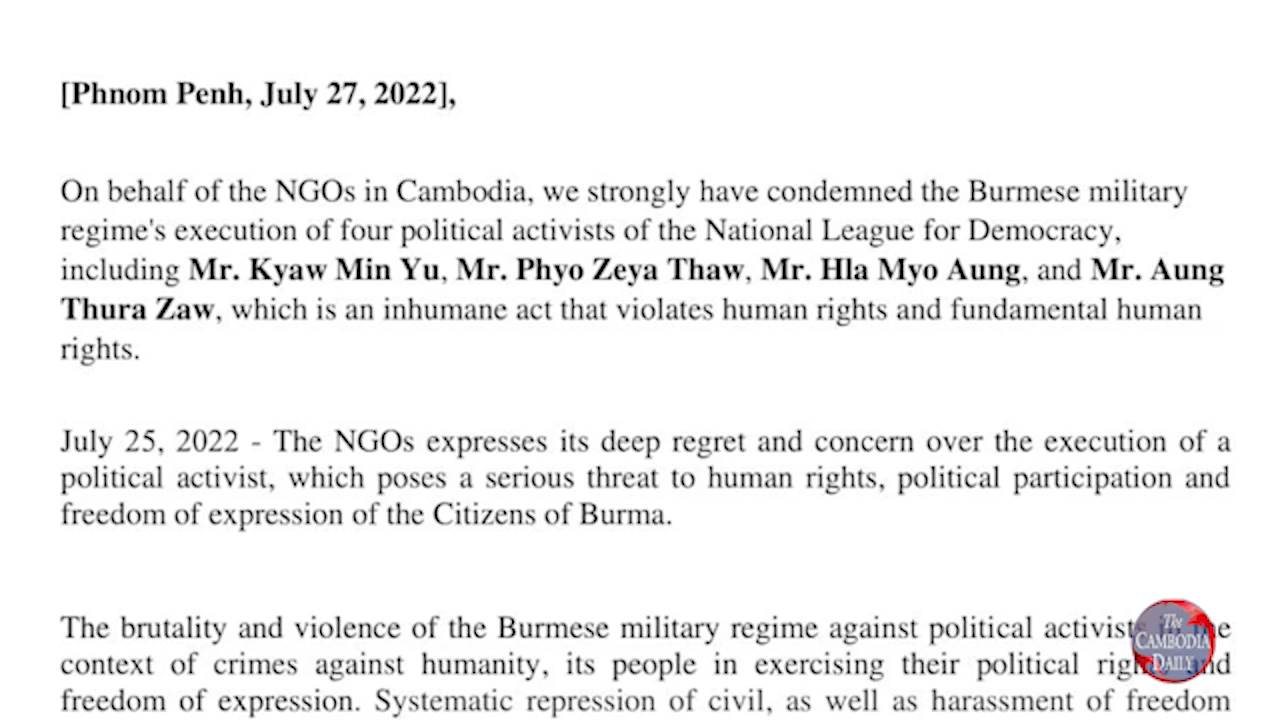 [Phnom Penh, July 27, 2022],
On behalf of the NGOs in Cambodia, we strongly have condemned the Burmese military
regime's execution of four political activists of the National League for Democracy,
including Mr. Kyaw Min Yu, Mr. Phyo Zeya Thaw, Mr. Hla Myo Aung, and Mr. Aung
Thura Zaw, which is an inhumane act that violates human rights and fundamental human
rights.
July 25, 2022 - The NGOs expresses its deep regret and concern over the execution of a
political activist, which poses a serious threat to human rights, political participation and
freedom of expression of the Citizens of Burma.
The brutality and violence of the Burmese military regime against political activists in the
context of crimes against humanity, its people in exercising their political rights and
freedom of expression. Systematic repression of civil, as well as harassment of freedom
The
CAMBODIA
DAILY